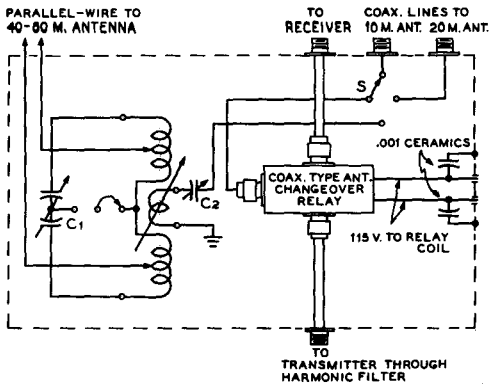 PARALLEL-WIRE TO
40-80 M. ANTENNA
TO
RECEIVER
COAX. LINES TO
10 M. ANT. 20 M. ANT.
S
.001 CERAMICS
C1
C2
COAX. TYPE ANT.
CHANGEOVER
RELAY
115 V. TO RELAY
COIL
TO
TRANSMITTER THROUGH
HARMONIC FILTER